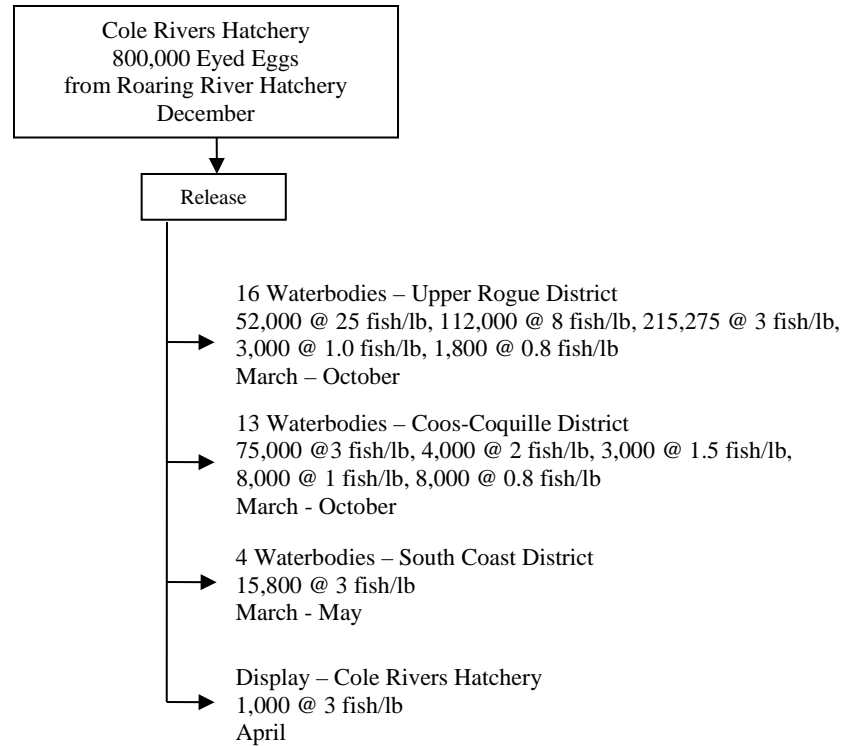 Cole Rivers Hatchery
800,000 Eyed Eggs
from Roaring River Hatchery
December
Release
16 Waterbodies – Upper Rogue District
52,000 @ 25 fish/lb, 112,000 @ 8 fish/lb, 215,275 @ 3 fish/lb,
3,000 @ 1.0 fish/lb, 1,800 @ 0.8 fish/lb
March – October
13 Waterbodies – Coos-Coquille District
75,000 @3 fish/lb, 4,000 @ 2 fish/lb, 3,000 @ 1.5 fish/lb,
8,000 @ 1 fish/lb, 8,000 @ 0.8 fish/lb
March - October
4 Waterbodies – South Coast District
15,800 @ 3 fish/lb
March - May
Display – Cole Rivers Hatchery
1,000 @ 3 fish/lb
April